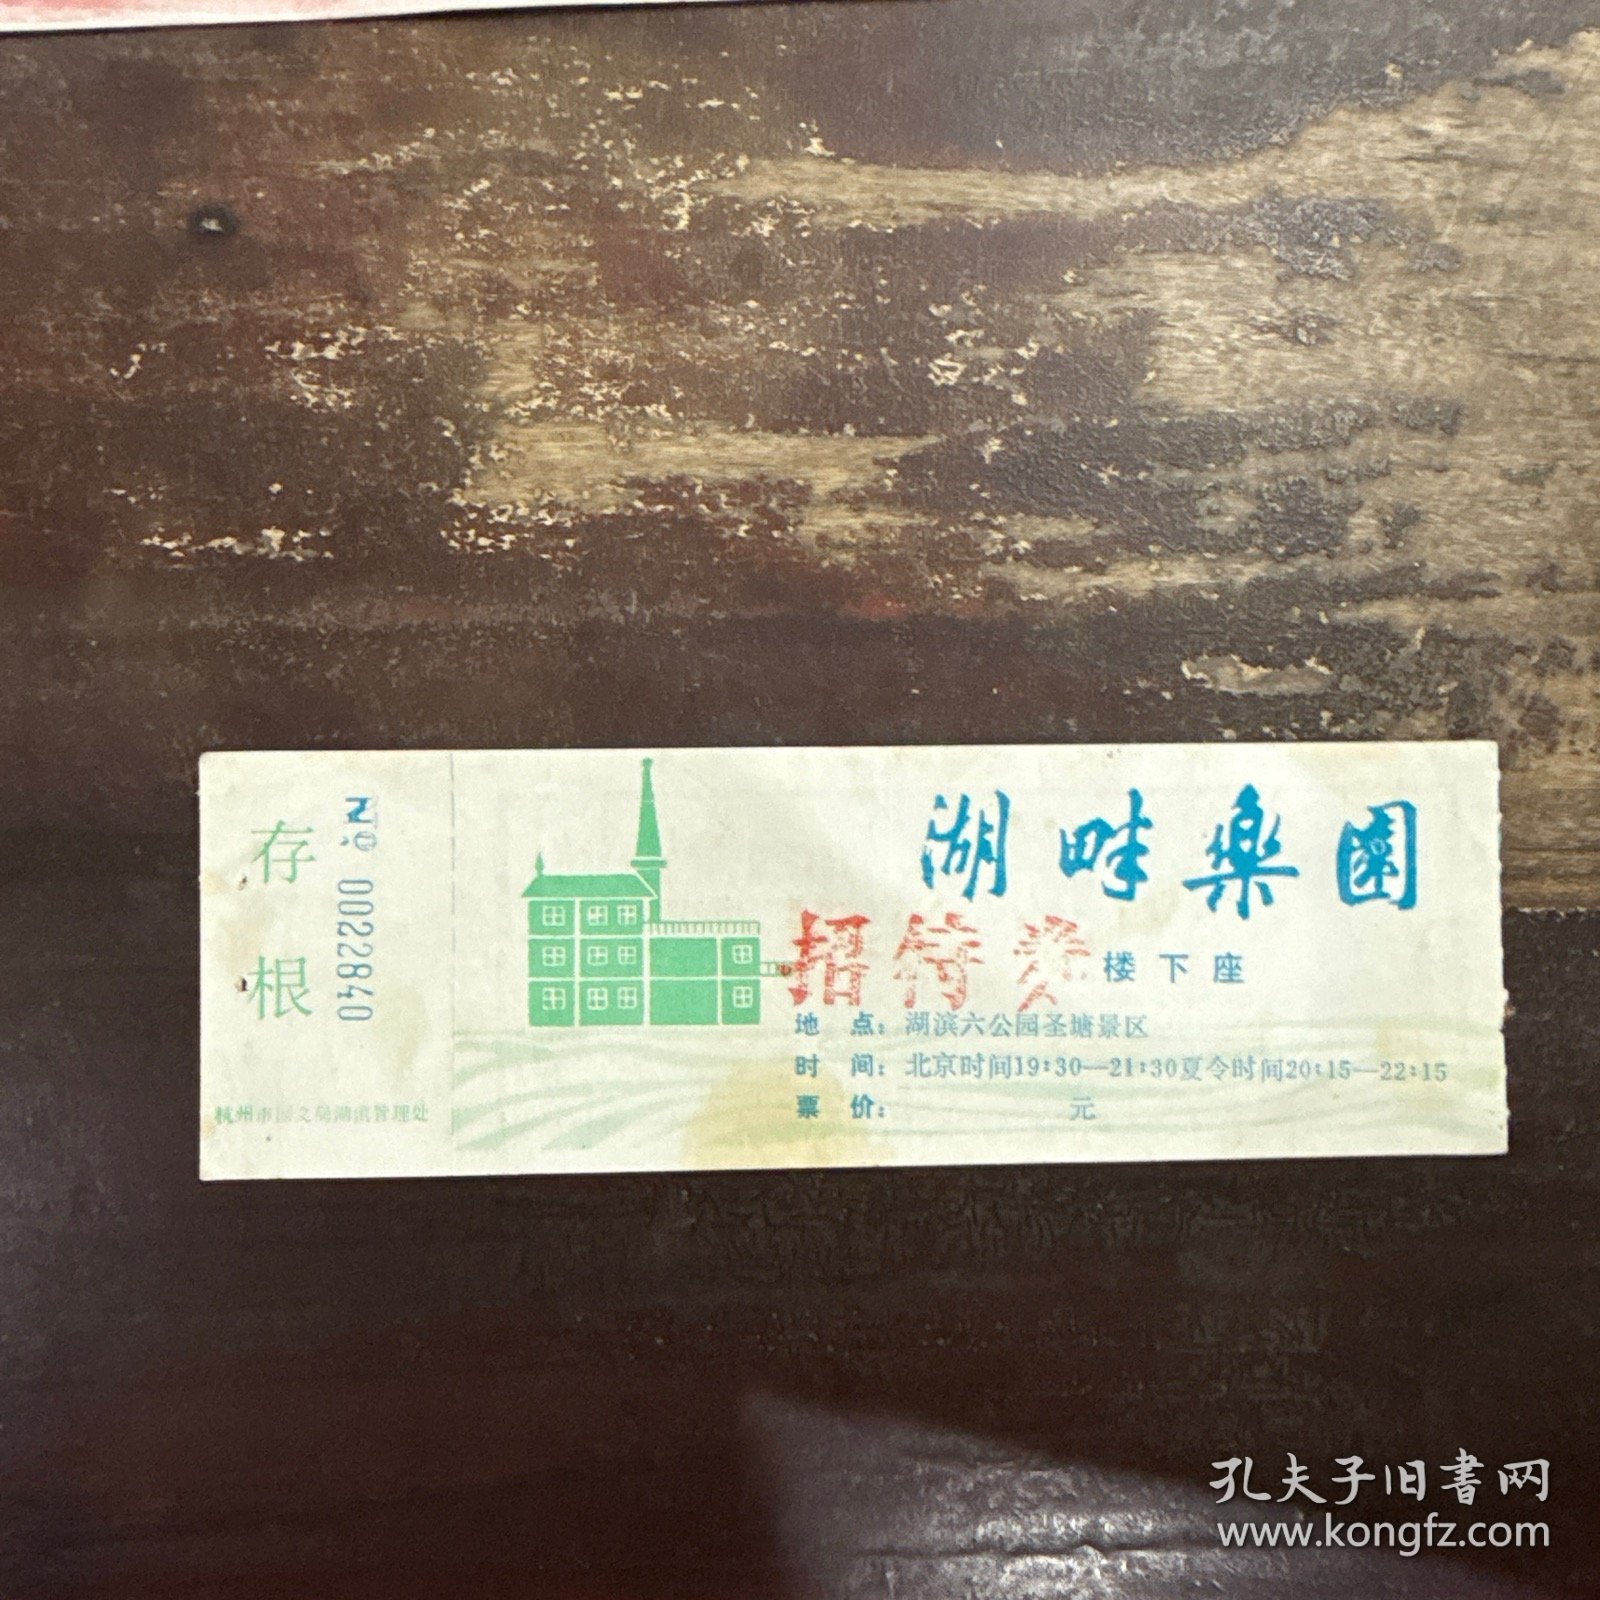 存根
No 0022840
杭州市园文局湖滨管理处
湖畔樂園
招待券
楼下座
地 点：湖滨六公园圣塘景区
时 间：北京时间19:30—21:30夏令时间20:15—22:15
票 价： 元
孔夫子旧書网
www.kongfz.com